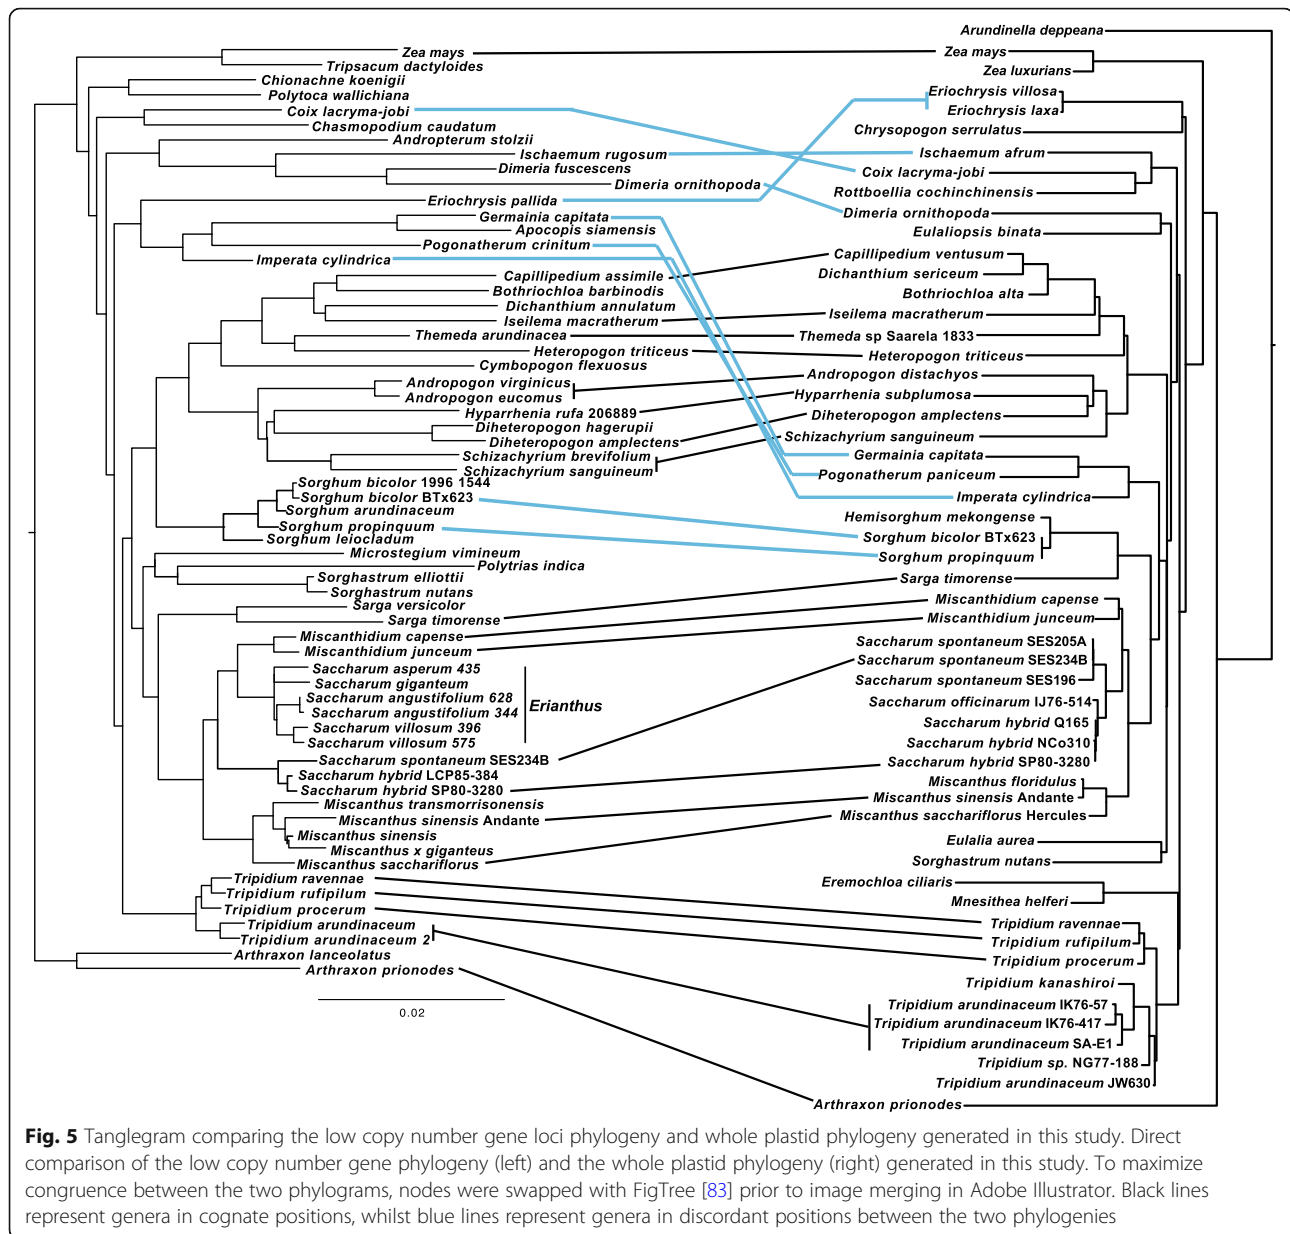 Arundinella deppeana
Zea mays
Tripsacum dactyloides
Chionachne koenigii
Polytoca wallichiana
Coix lacryma-jobi
Chasmopodium caudatum
Andropterum stolzii
Ischaemum rugosum
Dimeria fuscescens
Dimeria ornithopoda
Eriochrysis pallida
Germainia capitata
Apocopis siamensis
Pogonatherum crinitum
Imperata cylindrica
Capillipedium assimile
Bothriochloa barbinodis
Dichanthium annulatum
Iseilema macratherum
Themeda arundinacea
Heteropogon triticeus
Cymbopogon flexuosus
Andropogon virginicus
Andropogon eucomus
Hyparrhenia rufa 206889
Diheteropogon hagerupii
Diheteropogon amplectens
Schizachyrium brevifolium
Schizachyrium sanguineum
Sorghum bicolor 1996 1544
Sorghum bicolor BTx623
Sorghum arundinaceum
Sorghum propinquum
Sorghum leiocladum
Microstegium vimineum
Polytrias indica
Sorghastrum elliottii
Sorghastrum nutans
Sarga versicolor
Sarga timorense
Miscanthidium capense
Miscanthidium junceum
Saccharum asperum 435
Saccharum giganteum
Saccharum angustifolium 628
Saccharum angustifolium 344
Saccharum villosum 396
Saccharum villosum 575
Erianthus
Saccharum spontaneum SES234B
Saccharum hybrid LCP85-384
Saccharum hybrid SP80-3280
Miscanthus transmorrisonensis
Miscanthus sinensis Andante
Miscanthus sinensis
Miscanthus x giganteus
Miscanthus sacchariflorus
Tripidium ravennae
Tripidium rufipilum
Tripidium procerum
Tripidium arundinaceum
Tripidium arundinaceum 2
Arthraxon lanceolatus
Arthraxon prionodes
0.02
Zea mays
Zea luxurians
Eriochrysis villosa
Eriochrysis laxa
Chrysopogon serrulatus
Ischaemum afrum
Coix lacryma-jobi
Rottboellia cochinchinensis
Dimeria ornithopoda
Eulaliopsis binata
Capillipedium ventusum
Dichanthium sericeum
Bothriochloa alta
Iseilema macratherum
Themeda sp Saarela 1833
Heteropogon triticeus
Andropogon distachyos
Hyparrhenia subplumosa
Diheteropogon amplectens
Schizachyrium sanguineum
Germainia capitata
Pogonatherum paniceum
Imperata cylindrica
Hemisorghum mekongense
Sorghum bicolor BTx623
Sorghum propinquum
Sarga timorense
Miscanthidium capense
Miscanthidium junceum
Saccharum spontaneum SES205A
Saccharum spontaneum SES234B
Saccharum spontaneum SES196
Saccharum officinarum IJ76-514
Saccharum hybrid Q165
Saccharum hybrid NCo310
Saccharum hybrid SP80-3280
Miscanthus floridulus
Miscanthus sinensis Andante
Miscanthus sacchariflorus Hercules
Eulalia aurea
Sorghastrum nutans
Eremochloa ciliaris
Mnesithea helferi
Tripidium ravennae
Tripidium rufipilum
Tripidium procerum
Tripidium kanashiroi
Tripidium arundinaceum IK76-57
Tripidium arundinaceum IK76-417
Tripidium arundinaceum SA-E1
Tripidium sp. NG77-188
Tripidium arundinaceum JW630
Arthraxon prionodes
Fig. 5 Tanglegram comparing the low copy number gene loci phylogeny and whole plastid phylogeny generated in this study. Direct
comparison of the low copy number gene phylogeny (left) and the whole plastid phylogeny (right) generated in this study. To maximize
congruence between the two phylograms, nodes were swapped with FigTree [83] prior to image merging in Adobe Illustrator. Black lines
represent genera in cognate positions, whilst blue lines represent genera in discordant positions between the two phylogenies